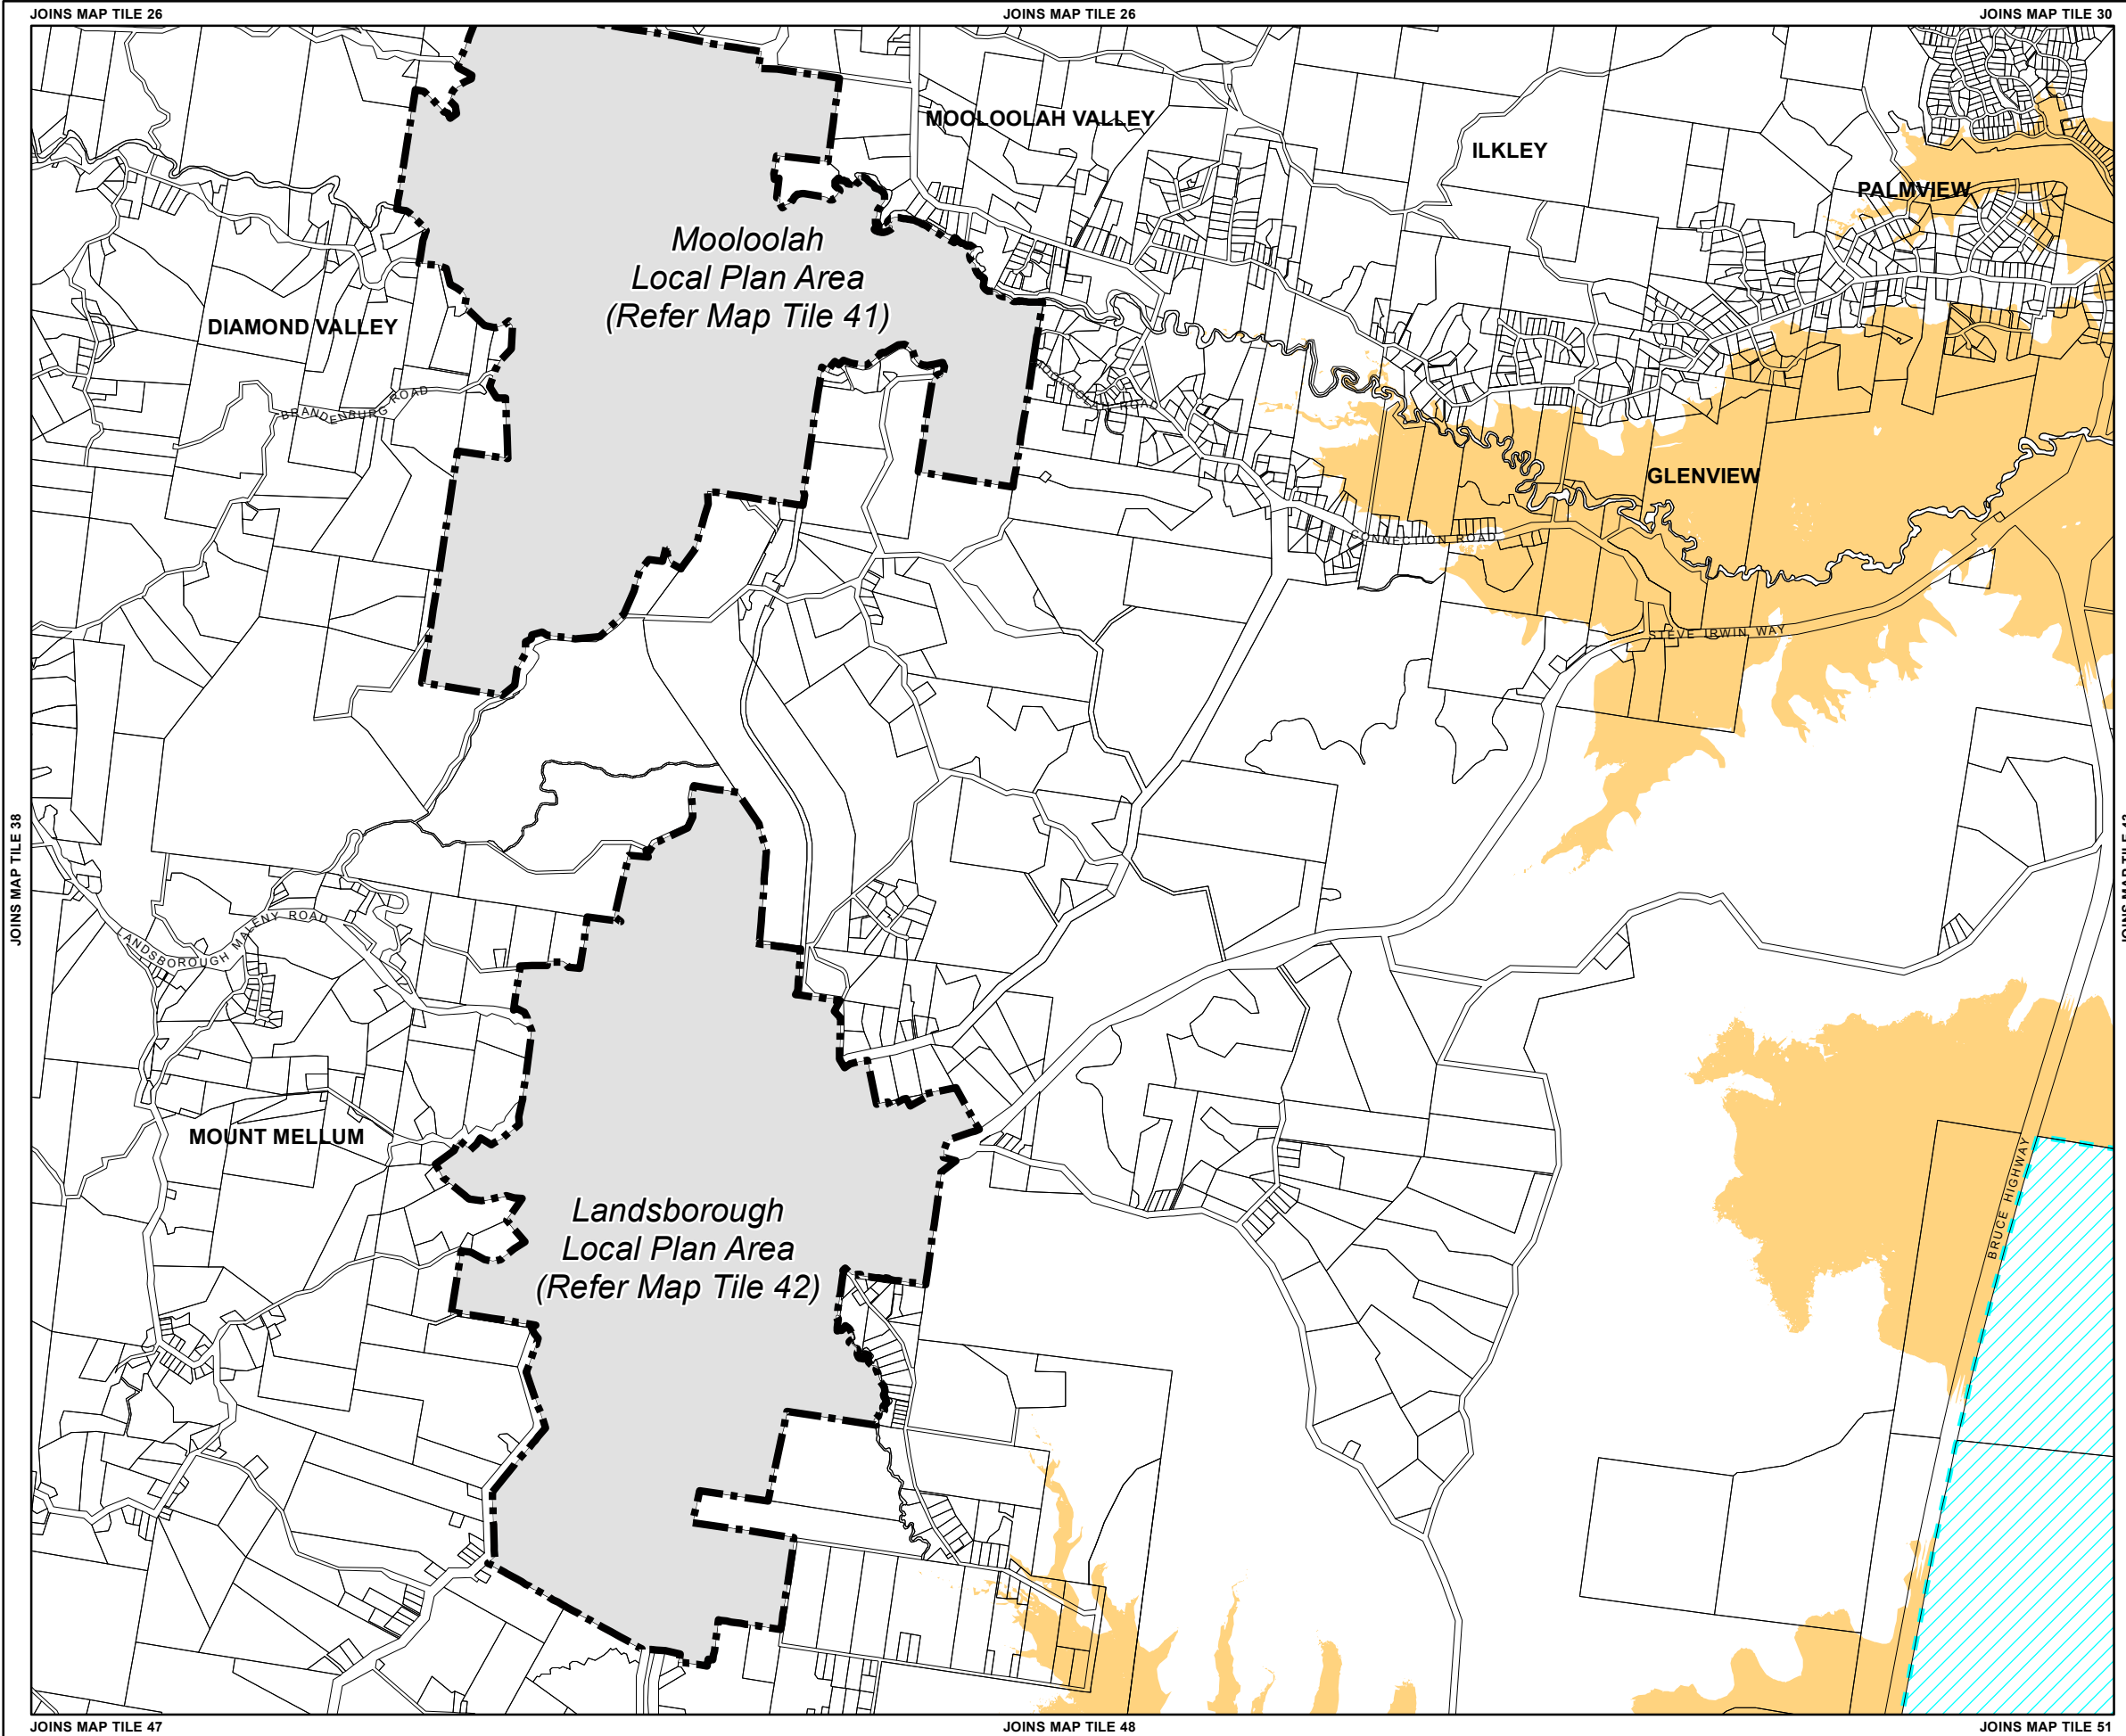 JOINS MAP TILE 26
JOINS MAP TILE 26
JOINS MAP TILE 30
MOOLOOLAH VALLEY
ILKLEY
PALMVIEW
Mooloolah
Local Plan Area
(Refer Map Tile 41)
DIAMOND VALLEY
BRANDENBURG ROAD
MOOLOOLAH ROAD
GLENVIEW
CONNECTION ROAD
STEVE IRWIN WAY
JOINS MAP TILE 38
LANDSBOROUGH MALENY ROAD
MOUNT MELLUM
BRUCE HIGHWAY
Landsborough
Local Plan Area
(Refer Map Tile 42)
JOINS MAP TILE 47
JOINS MAP TILE 48
JOINS MAP TILE 51